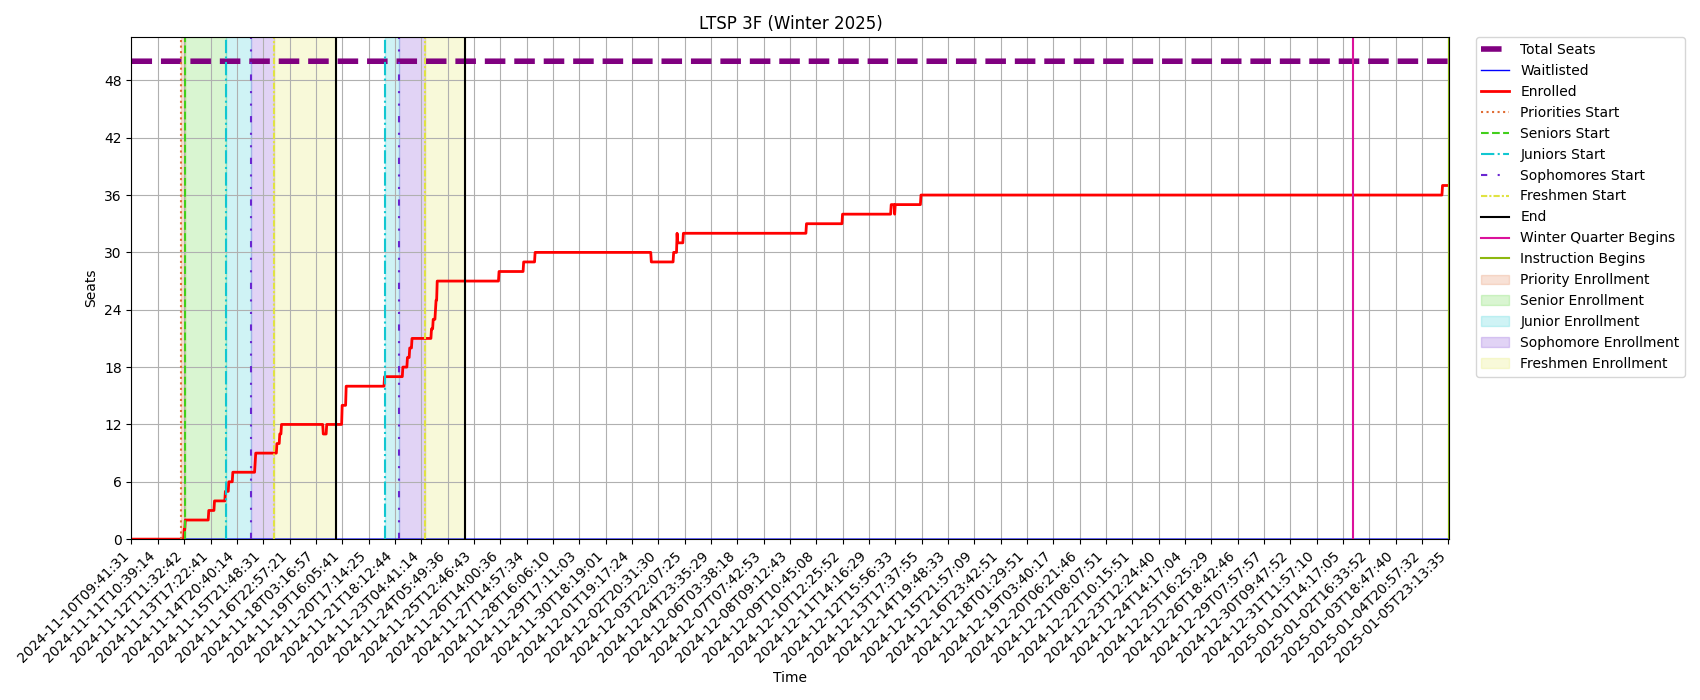 LTSP 3F (Winter 2025)
Total Seats
Waitlisted
Enrolled
Priorities Start
Seniors Start
Juniors Start
Sophomores Start
Freshmen Start
End
Winter Quarter Begins
Instruction Begins
Priority Enrollment
Senior Enrollment
Junior Enrollment
Sophomore Enrollment
Freshmen Enrollment
Seats
48
42
36
30
24
18
12
6
0
2024-11-10T09:41:31
2024-11-11T10:39:14
2024-11-12T11:32:42
2024-11-13T17:22:41
2024-11-14T20:40:14
2024-11-15T21:48:31
2024-11-16T22:57:21
2024-11-18T03:16:57
2024-11-19T16:05:41
2024-11-20T17:14:25
2024-11-21T18:12:44
2024-11-23T04:41:14
2024-11-24T05:49:36
2024-11-25T12:46:43
2024-11-27T14:00:36
2024-11-27T14:57:34
2024-11-28T16:06:10
2024-11-29T17:11:03
2024-11-30T18:19:01
2024-12-01T19:17:24
2024-12-02T20:31:30
2024-12-03T22:07:25
2024-12-04T23:35:29
2024-12-06T03:38:18
2024-12-07T07:42:53
2024-12-08T09:12:43
2024-12-09T10:45:08
2024-12-10T12:25:52
2024-12-11T14:16:29
2024-12-12T15:56:33
2024-12-13T17:37:55
2024-12-14T19:48:33
2024-12-15T21:57:09
2024-12-16T23:42:51
2024-12-18T01:29:51
2024-12-19T03:40:17
2024-12-20T06:21:46
2024-12-21T08:07:51
2024-12-22T10:15:51
2024-12-23T12:24:40
2024-12-24T14:17:04
2024-12-25T16:25:29
2024-12-26T18:42:46
2024-12-29T07:57:57
2024-12-30T09:47:52
2024-12-31T11:57:10
2025-01-01T14:17:05
2025-01-02T16:33:52
2025-01-03T18:47:40
2025-01-04T20:57:32
2025-01-05T23:13:35
Time